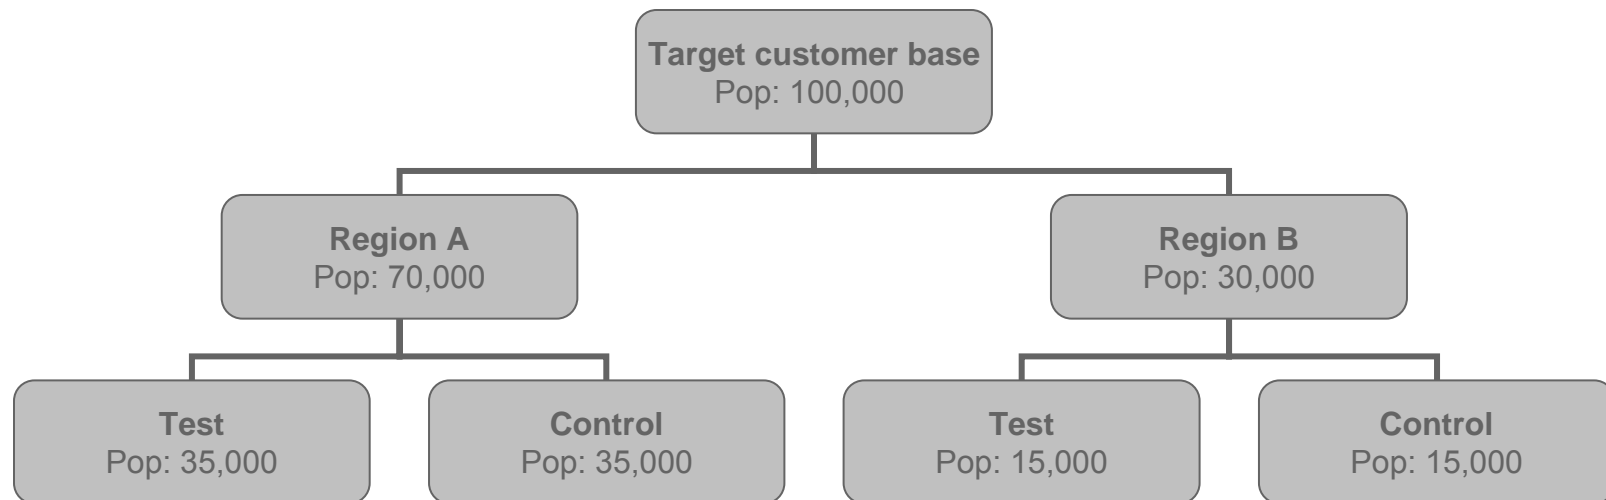 Target customer base
Pop: 100,000
Region A
Pop: 70,000
Region B
Pop: 30,000
Test
Pop: 35,000
Control
Pop: 35,000
Test
Pop: 15,000
Control
Pop: 15,000